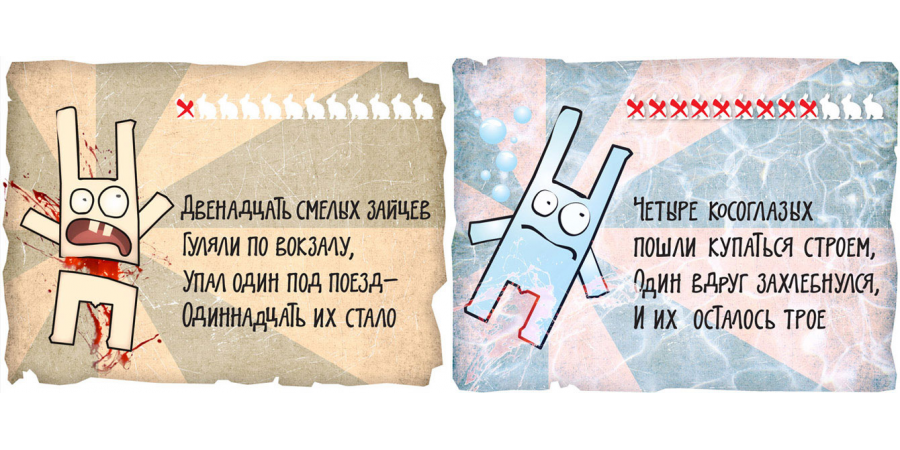 Двенадцать смелых зайцев
Гуляли по вокзалу,
Упал один под поезд—
Одиннадцать их стало
Четыре косоглазых
пошли купаться строем,
Один вдруг захлебнулся,
И их осталось трое